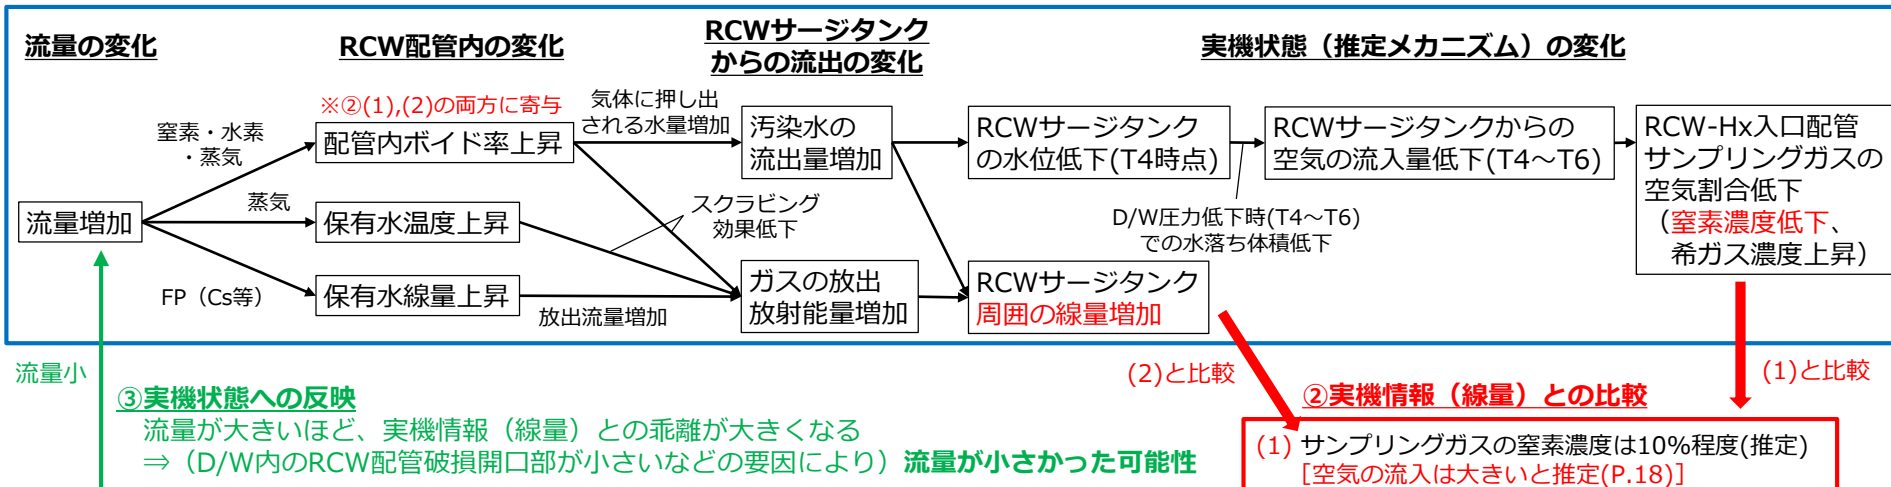 流量の変化
RCW配管内の変化
RCWサージタンク
からの流出の変化
実機状態（推定メカニズム）の変化
※②(1),(2)の両方に寄与
窒素・水素
・蒸気
配管内ボイド率上昇
気体に押し出
される水量増加
汚染水の
流出量増加
RCWサージタンク
の水位低下(T4時点)
RCWサージタンクからの
空気の流入量低下(T4～T6)
RCW-Hx入口配管
サンプリングガスの
空気割合低下
（窒素濃度低下、
希ガス濃度上昇）
流量増加
蒸気
保有水温度上昇
スクラビング
効果低下
D/W圧力低下時(T4～T6)
での水落ち体積低下
FP（Cs等）
保有水線量上昇
放出流量増加
ガスの放出
放射能量増加
RCWサージタンク
周囲の線量増加
流量小
(2)と比較
(1)と比較
③実機状態への反映
流量が大きいほど、実機情報（線量）との乖離が大きくなる
⇒（D/W内のRCW配管破損開口部が小さいなどの要因により）流量が小さかった可能性
②実機情報（線量）との比較
(1) サンプリングガスの窒素濃度は10%程度(推定)
[空気の流入は大きいと推定(P.18)]